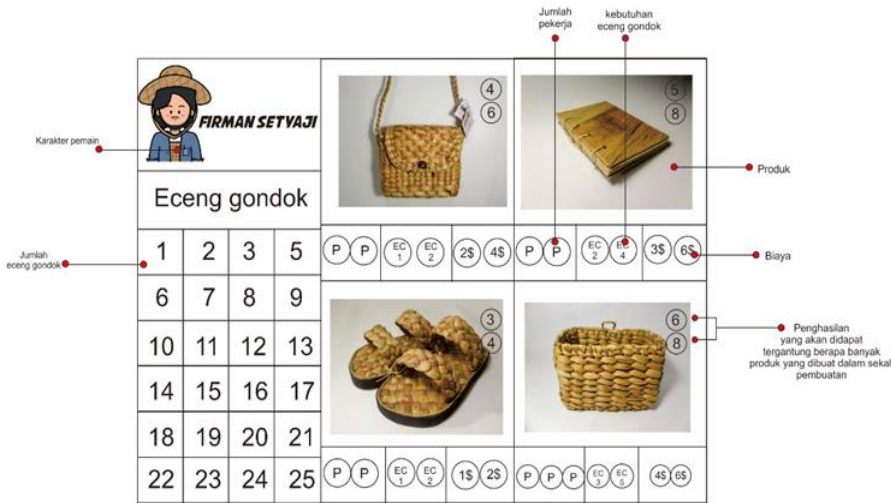 Jumlah
pekerja
kebutuhan
eceng gondok
Karakter pemain
FIRMAN SETYAJI
4
6
5
8
Produk
Eceng gondok
Jumlah
eceng gondok
1 2 3 5
P P EC 1 EC 2 2$ 4$
P P EC 2 EC 4 3$ 6$
Biaya
6 7 8 9
10 11 12 13
14 15 16 17
18 19 20 21
22 23 24 25
3
4
6
8
Penghasilan
yang akan didapat
tergantung berapa banyak
produk yang dibuat dalam sekal
pembuatan
P P EC 1 EC 2 1$ 2$
P P P EC 3 EC 5 4$ 6$